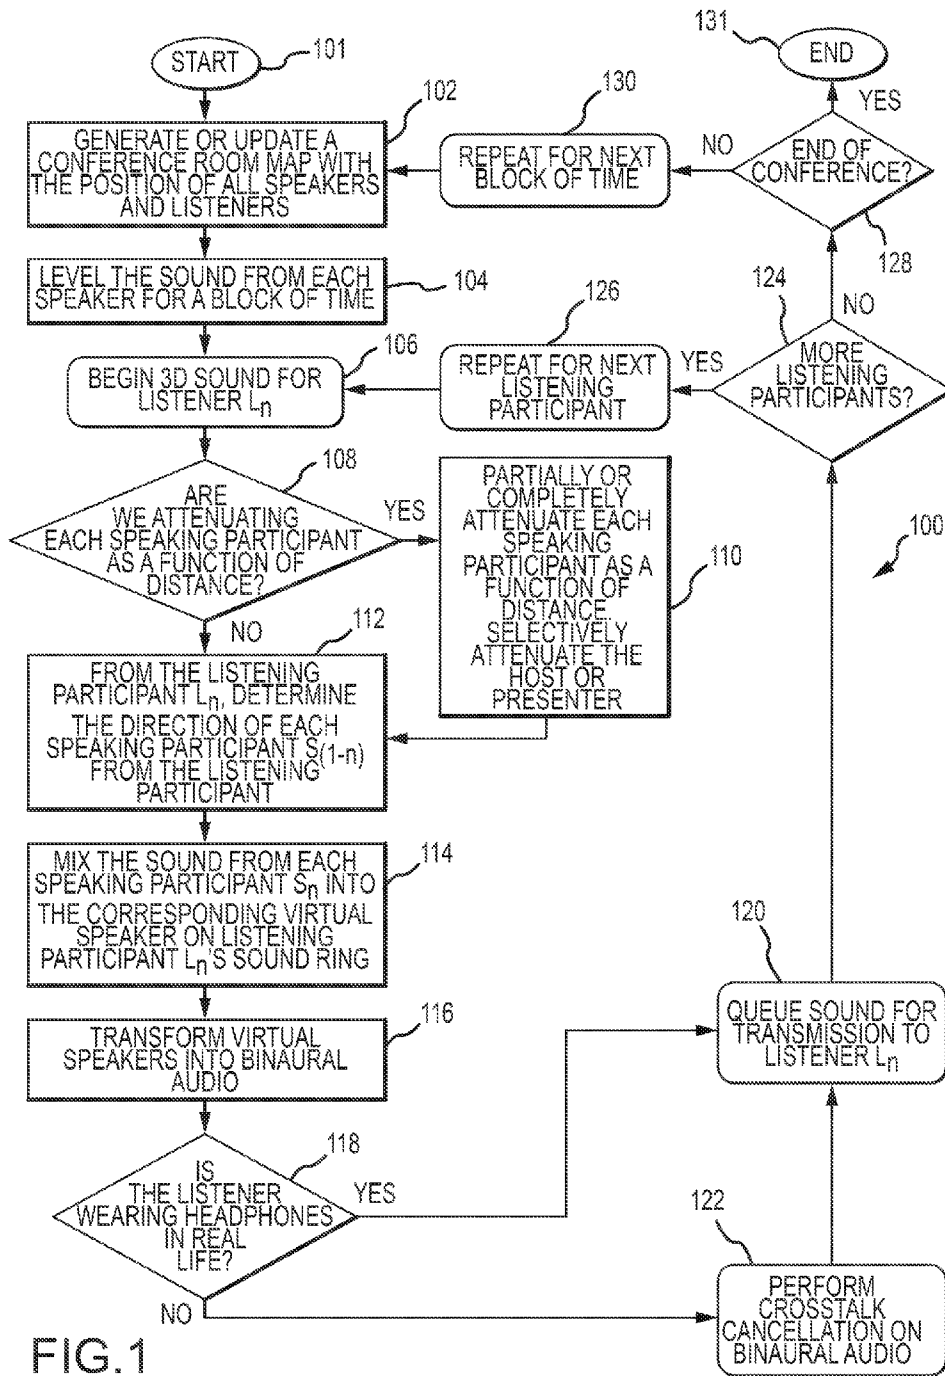 START
101
131
END
YES
102
GENERATE OR UPDATE A
CONFERENCE ROOM MAP WITH
THE POSITION OF ALL SPEAKERS
AND LISTENERS
130
REPEAT FOR NEXT
BLOCK OF TIME
NO
END OF
CONFERENCE?
128
LEVEL THE SOUND FROM EACH
SPEAKER FOR A BLOCK OF TIME
104
124
NO
106
BEGIN 3D SOUND FOR
LISTENER Ln
126
REPEAT FOR NEXT
LISTENING
PARTICIPANT
YES
MORE
LISTENING
PARTICIPANTS?
108
ARE
WE ATTENUATING
EACH SPEAKING PARTICIPANT
AS A FUNCTION OF
DISTANCE?
YES
NO
PARTIALLY OR
COMPLETELY
ATTENUATE EACH
SPEAKING
PARTICIPANT AS A
FUNCTION OF
DISTANCE.
SELECTIVELY
ATTENUATE THE
HOST OR
PRESENTER
110
100
112
FROM THE LISTENING
PARTICIPANT Ln, DETERMINE
THE DIRECTION OF EACH
SPEAKING PARTICIPANT S(1-n)
FROM THE LISTENING
PARTICIPANT
MIX THE SOUND FROM EACH
SPEAKING PARTICIPANT Sn INTO
THE CORRESPONDING VIRTUAL
SPEAKER ON LISTENING
PARTICIPANT Ln'S SOUND RING
114
TRANSFORM VIRTUAL
SPEAKERS INTO BINAURAL
AUDIO
116
120
QUEUE SOUND FOR
TRANSMISSION TO
LISTENER Ln
118
IS
THE LISTENER
WEARING HEADPHONES
IN REAL
LIFE?
YES
NO
122
PERFORM
CROSSTALK
CANCELLATION ON
BINAURAL AUDIO
FIG.1